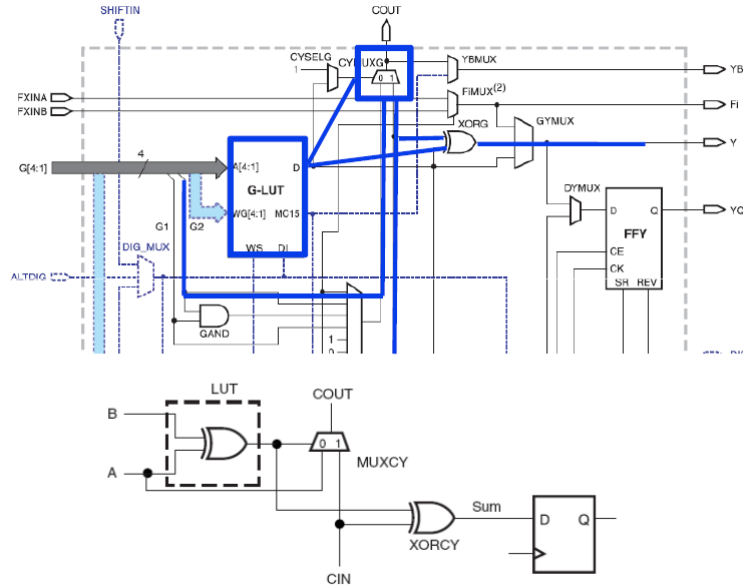 SHIFTIN
COUT
CYSELG
CYMUXG
YBMUX
1
0 1
YB
FXINA
FXINB
FiMUX(2)
Fi
XORG
GYMUX
Y
4
G[4:1]
A[4:1]
D
G-LUT
DYMUX
WG[4:1]
MC15
G1
G2
D
Q
FFY
DIG_MUX
WS
DI
CE
ALTDIG
CK
SR
REV
GAND
1
0
LUT
COUT
B
0 1
MUXCY
A
Sum
D
Q
XORCY
CIN